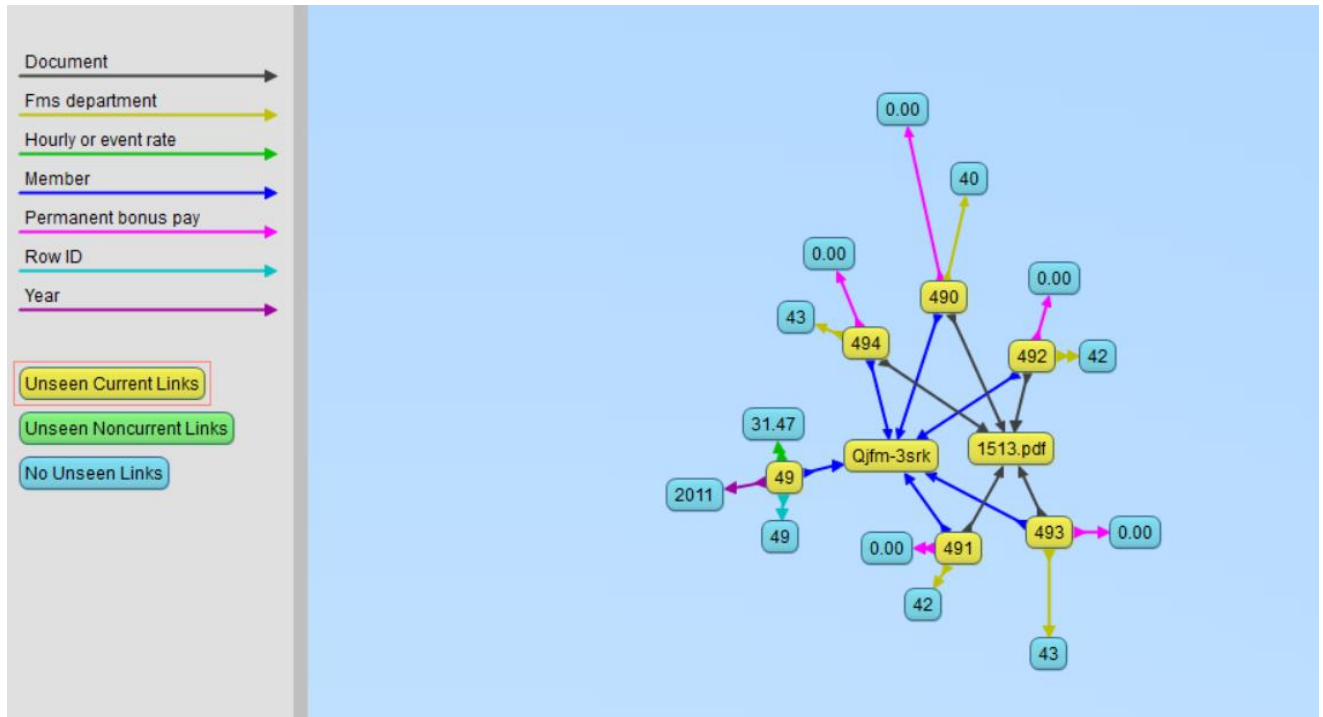 Document
Fms department
Hourly or event rate
Member
Permanent bonus pay
Row ID
Year
Unseen Current Links
Unseen Noncurrent Links
No Unseen Links
0.00
40
0.00
0.00
490
43
494
492
42
31.47
Qjfm-3srk
1513.pdf
49
2011
49
0.00
491
493
0.00
42
43